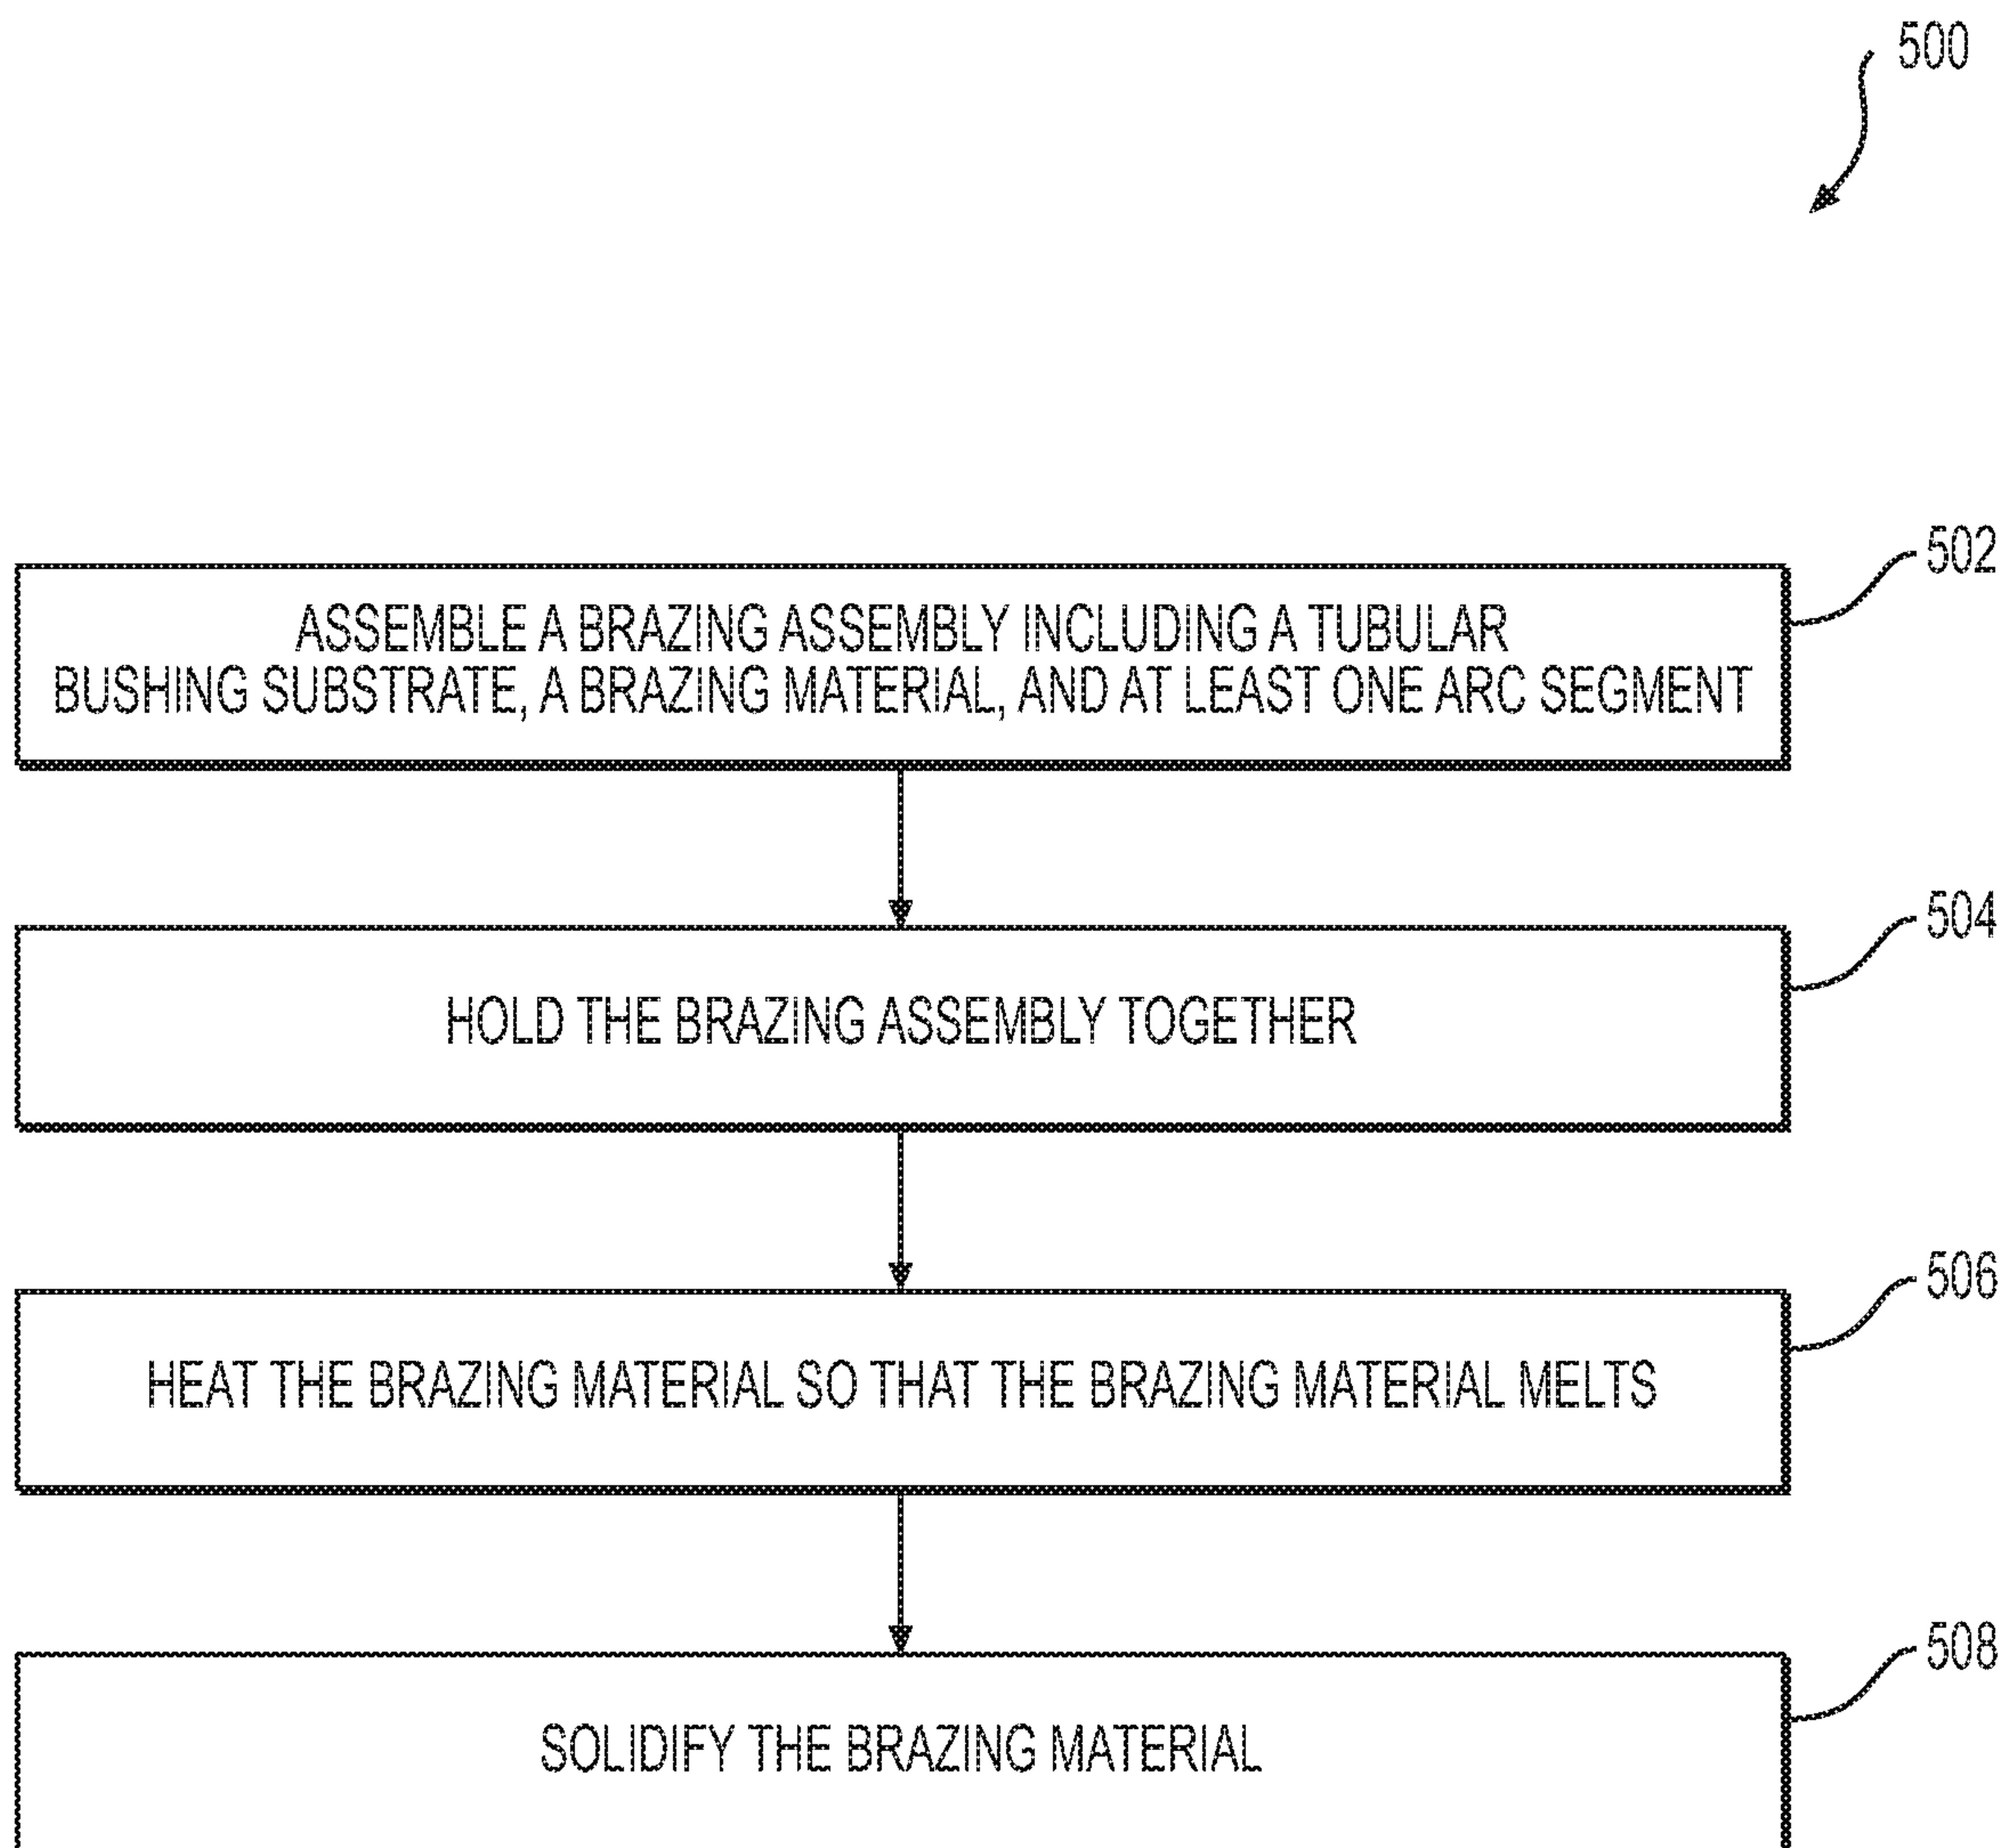 500
502
ASSEMBLE A BRAZING ASSEMBLY INCLUDING A TUBULAR
BUSHING SUBSTRATE, A BRAZING MATERIAL, AND AT LEAST ONE ARC SEGMENT
504
HOLD THE BRAZING ASSEMBLY TOGETHER
506
HEAT THE BRAZING MATERIAL SO THAT THE BRAZING MATERIAL MELTS
508
SOLIDIFY THE BRAZING MATERIAL